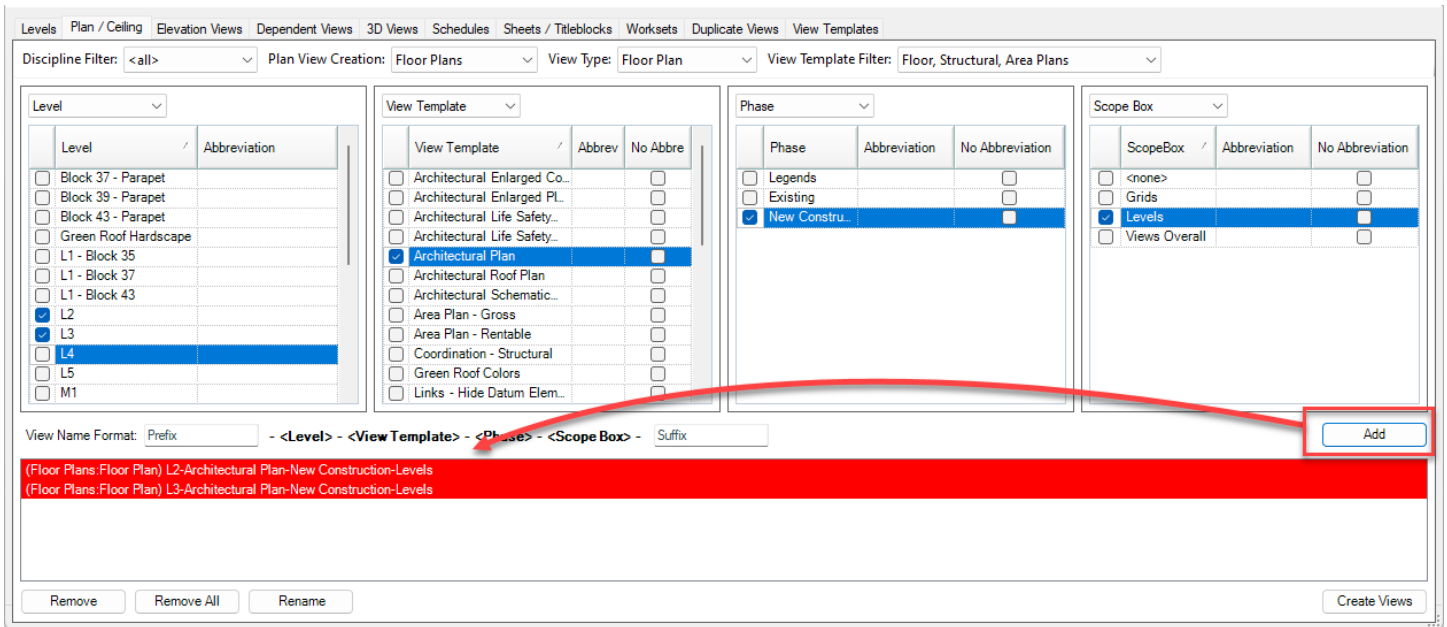 Levels Plan / Ceiling Elevation Views Dependent Views 3D Views Schedules Sheets / Titleblocks Worksets Duplicate Views View Templates
Discipline Filter: <all> Plan View Creation: Floor Plans View Type: Floor Plan View Template Filter: Floor, Structural, Area Plans
Level
Level Abbreviation
Block 37 - Parapet
Block 39 - Parapet
Block 43 - Parapet
Green Roof Hardscape
L1 - Block 35
L1 - Block 37
L1 - Block 43
L2
L3
L4
L5
M1
View Template
View Template Abbrev No Abbre
Architectural Enlarged Co...
Architectural Enlarged Pl...
Architectural Life Safety...
Architectural Life Safety...
Architectural Plan
Architectural Roof Plan
Architectural Schematic...
Area Plan - Gross
Area Plan - Rentable
Coordination - Structural
Green Roof Colors
Links - Hide Datum Elem...
Phase
Phase Abbreviation No Abbreviation
Legends
Existing
New Constru...
Scope Box
ScopeBox Abbreviation No Abbreviation
<none>
Grids
Levels
Views Overall
View Name Format: Prefix - <Level> - <View Template> - <Phase> - <Scope Box> - Suffix Add
(Floor Plans:Floor Plan) L2-Architectural Plan-New Construction-Levels
(Floor Plans:Floor Plan) L3-Architectural Plan-New Construction-Levels
Remove Remove All Rename Create Views